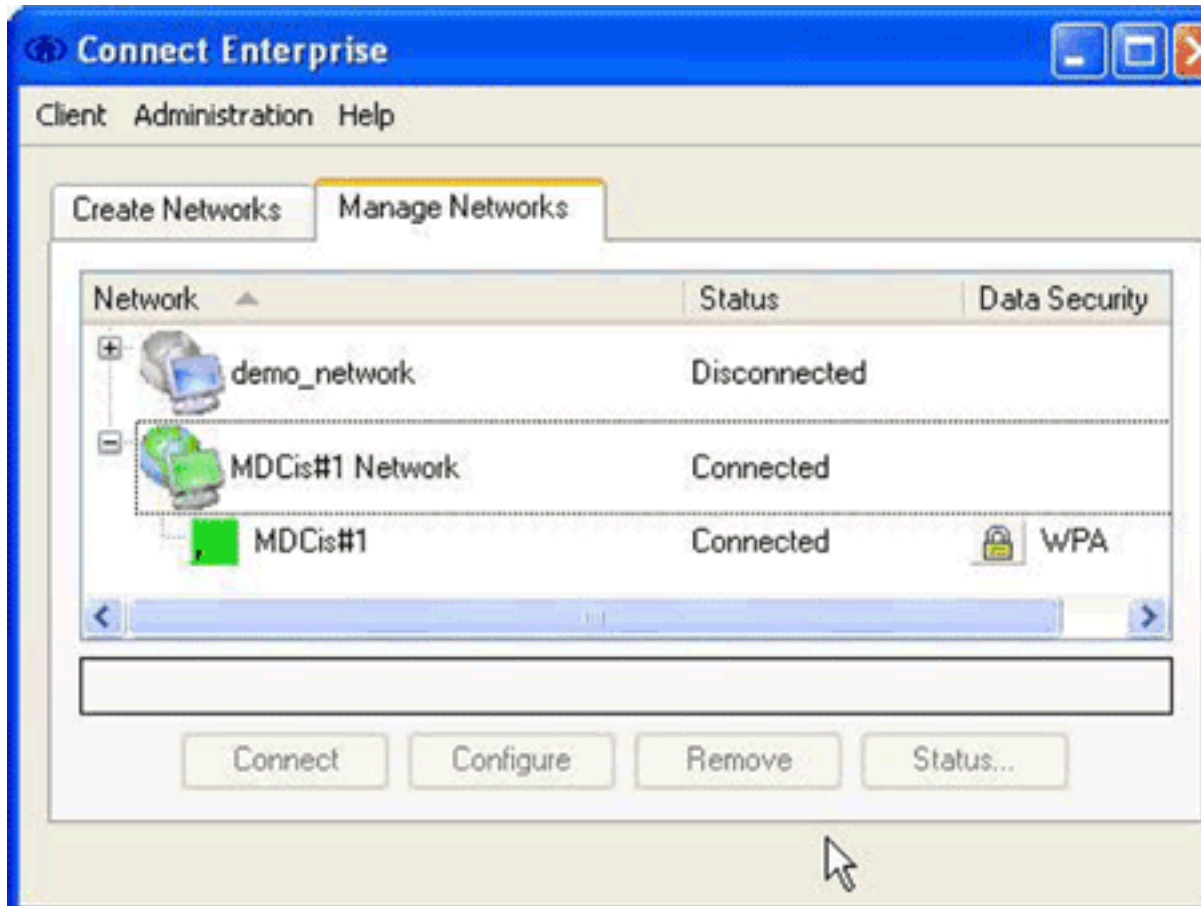 Connect Enterprise
Client Administration Help
Create Networks Manage Networks
Network Status Data Security
demo_network Disconnected
MDCis#1 Network Connected
MDCis#1 Connected WPA
Connect Configure Remove Status...